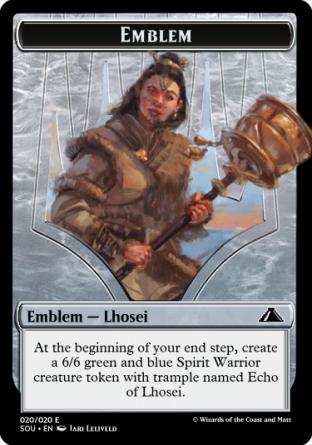 EMBLEM
Emblem — Lhosei
At the beginning of your end step, create
a 6/6 green and blue Spirit Warrior
creature token with trample named Echo
of Lhosei.
020/020 E
SOU • EN Iari Leliveld
© Wizards of the Coast and Matt